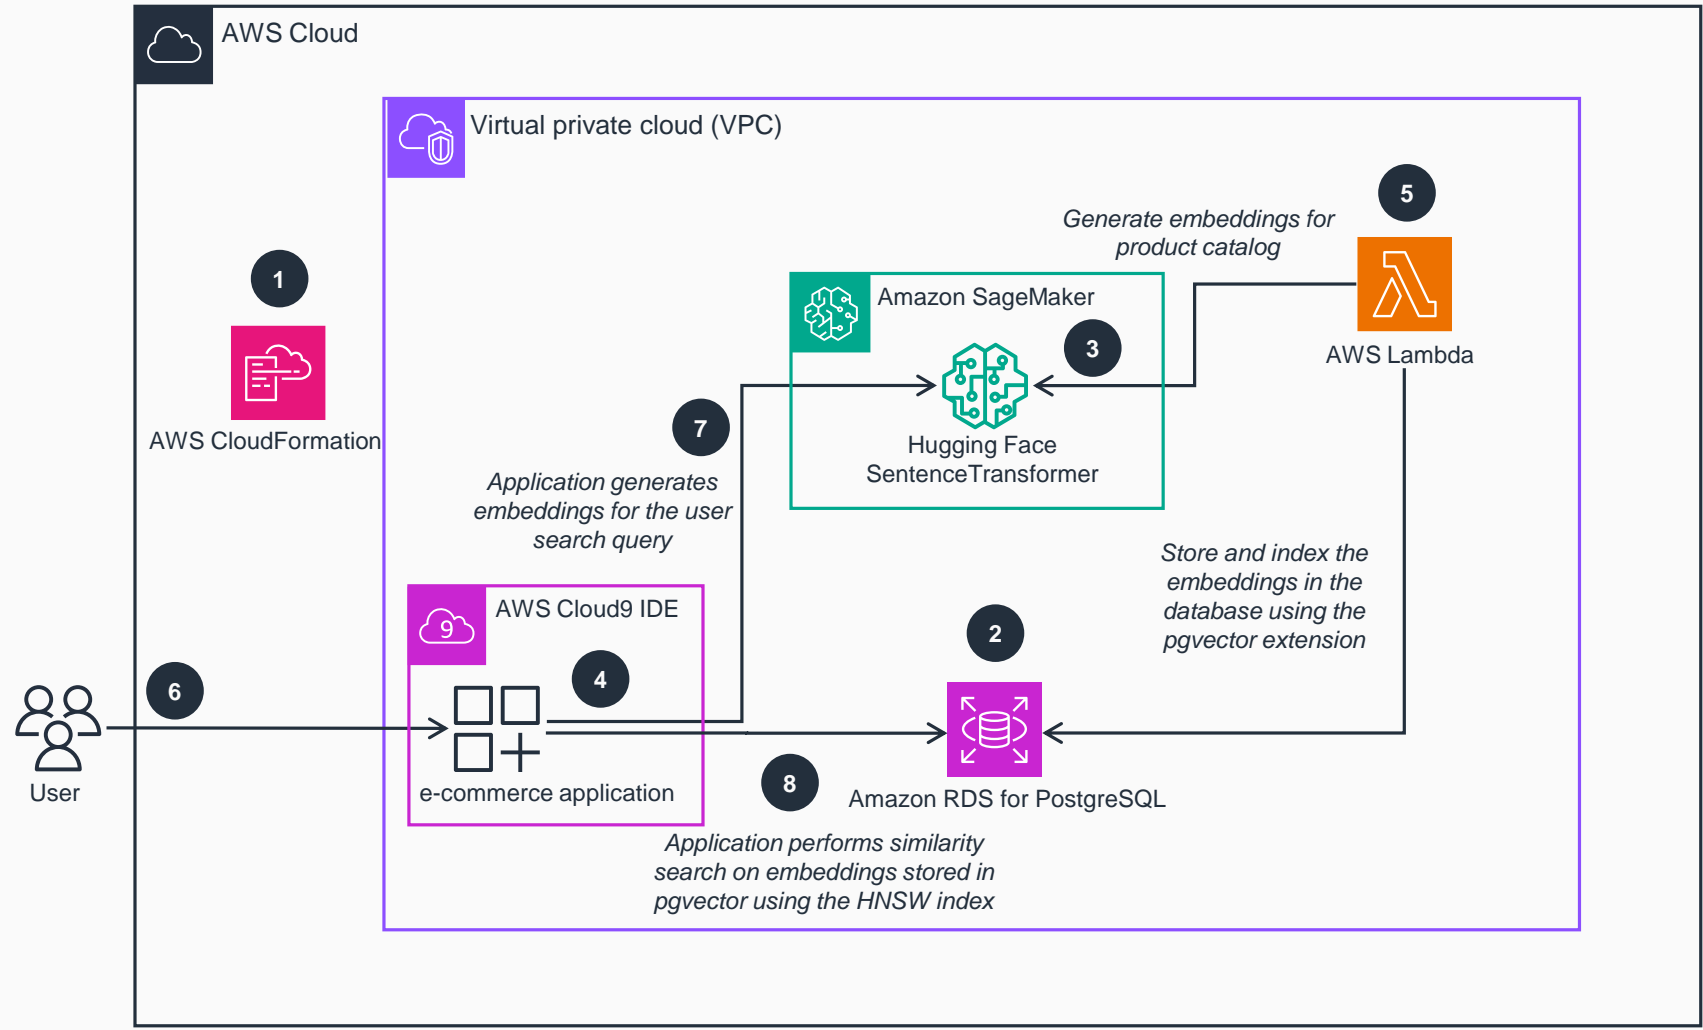 AWS Cloud
Virtual private cloud (VPC)
5
Generate embeddings for
product catalog
1
Amazon SageMaker
3
AWS Lambda
AWS CloudFormation
7
Hugging Face
SentenceTransformer
Application generates
embeddings for the user
search query
Store and index the
embeddings in the
database using the
pgvector extension
9
AWS Cloud9 IDE
2
4
6
User
e-commerce application
8
Amazon RDS for PostgreSQL
Application performs similarity
search on embeddings stored in
pgvector using the HNSW index